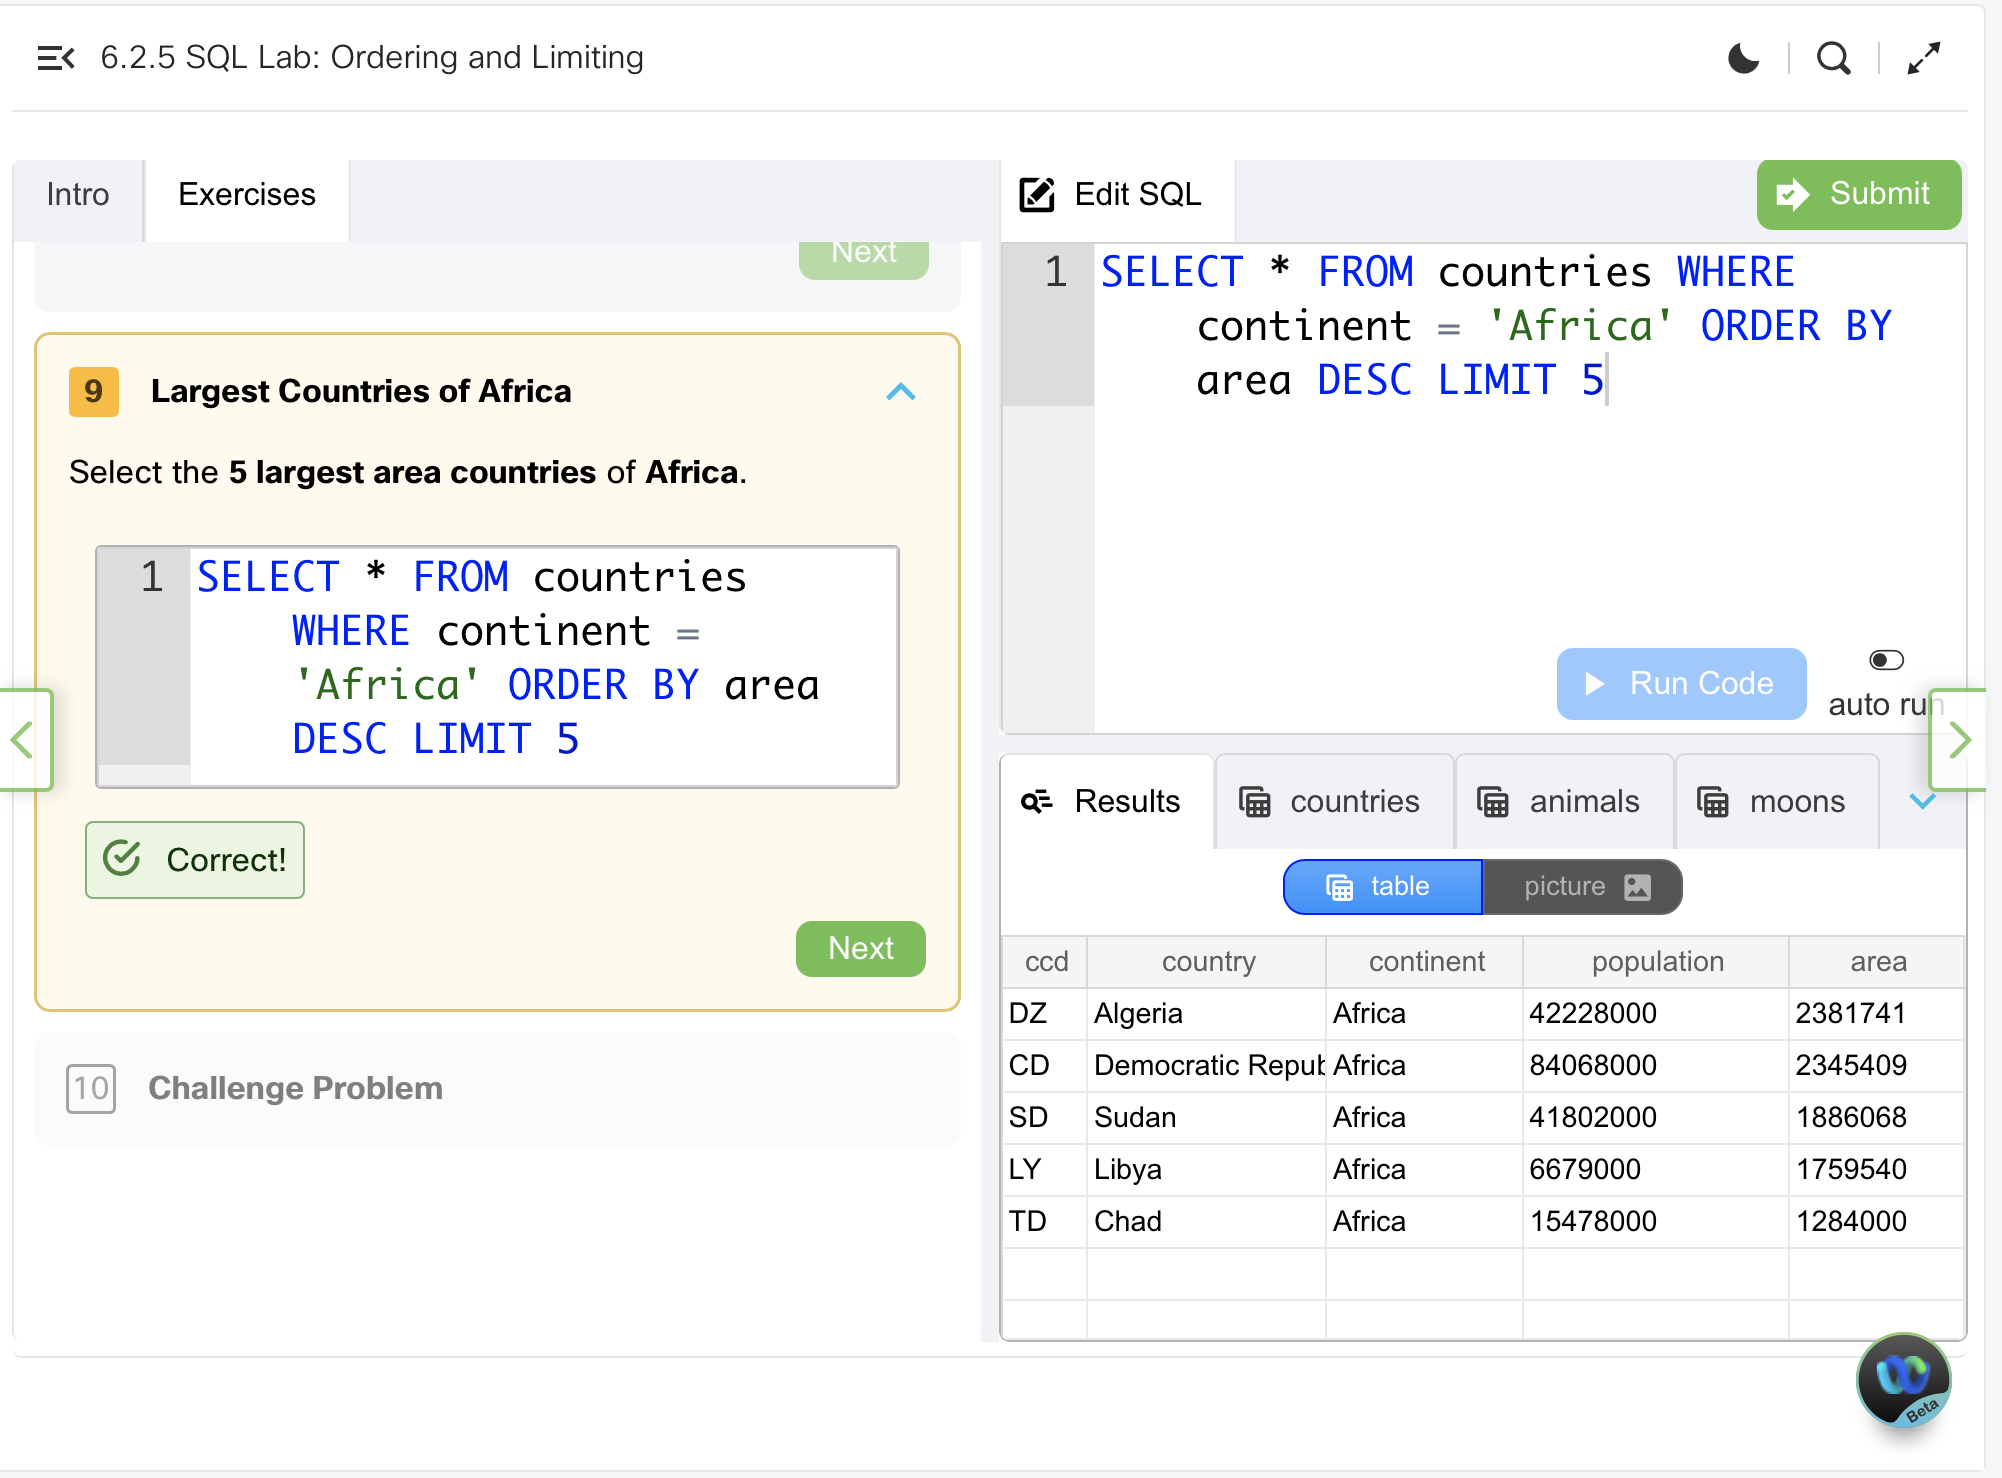 6.2.5 SQL Lab: Ordering and Limiting
Intro
Exercises
Next
9
Largest Countries of Africa
Select the 5 largest area countries of Africa.
1
SELECT * FROM countries
WHERE continent =
'Africa' ORDER BY area
DESC LIMIT 5
Correct!
Next
10
Challenge Problem
Edit SQL
Submit
1
SELECT * FROM countries WHERE
continent = 'Africa' ORDER BY
area DESC LIMIT 5
Run Code
auto run
Results
countries
animals
moons
table
picture
ccd country continent population area
DZ Algeria Africa 42228000 2381741
CD Democratic Repub Africa 84068000 2345409
SD Sudan Africa 41802000 1886068
LY Libya Africa 6679000 1759540
TD Chad Africa 15478000 1284000
Beta